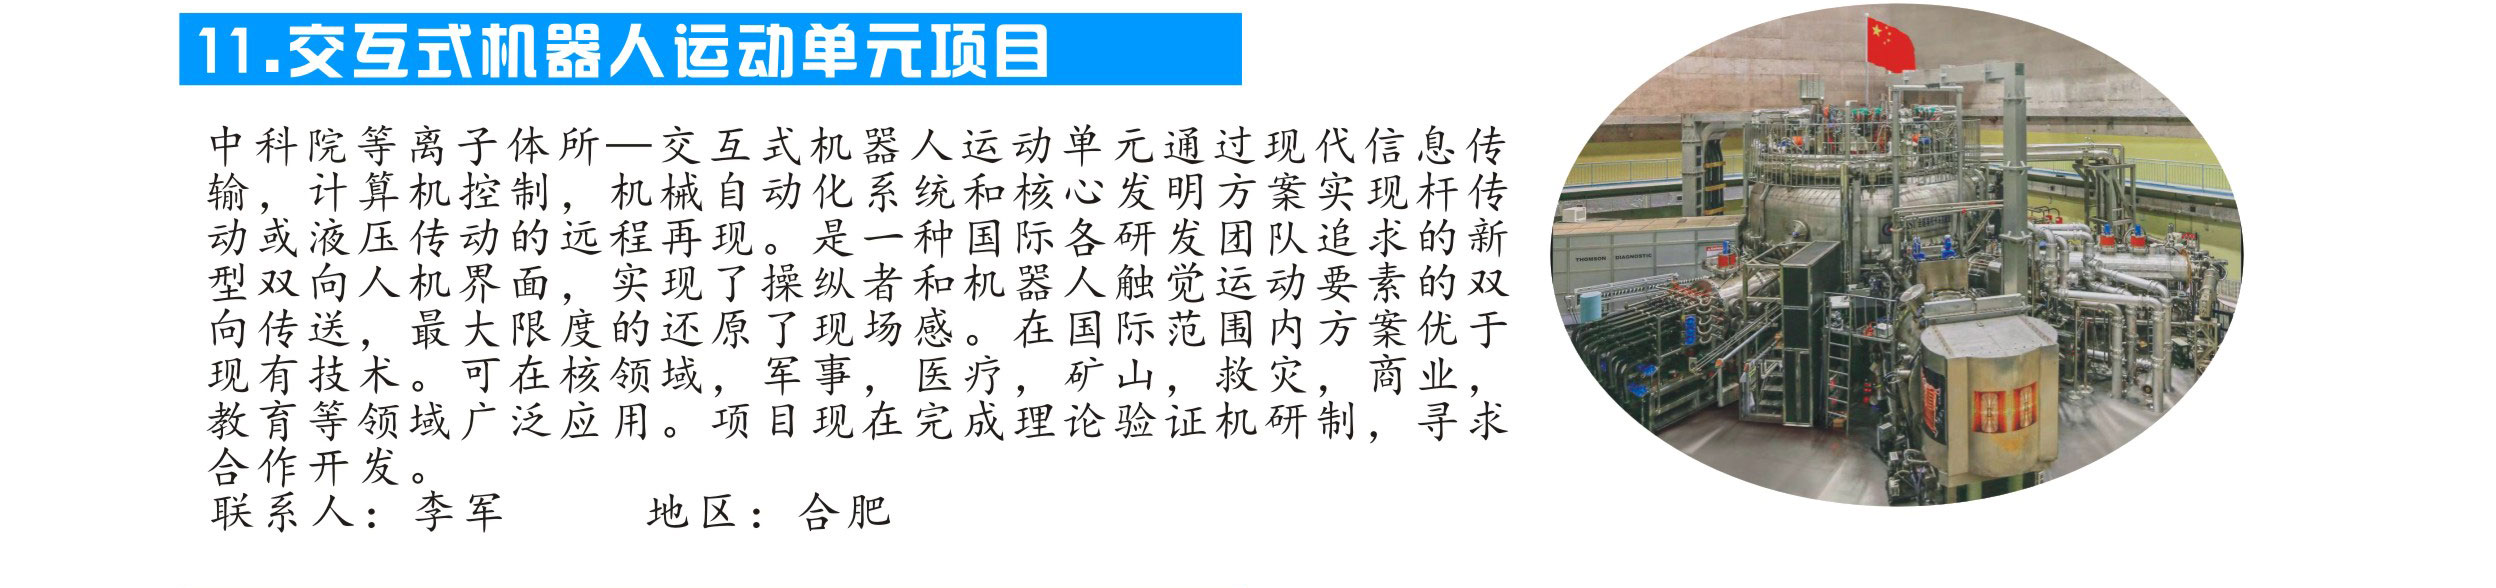 11.交互式机器人运动单元项目
中科院等离子体所—交互式机器人运动单元通过现代信息传
输，计算机控制，机械自动化系统和核心发明方案实现杆传
动或液压传动的远程再现。是一种国际各研发团队追求的新
型双向人机界面，实现了操纵者和机器人触觉运动要素的双
向传送，最大限度的还原了现场感。在国际范围内方案优于
现有技术。可在核领域，军事，医疗，矿山，救灾，商业，
教育等领域广泛应用。项目现在完成理论验证机研制，寻求
合作开发。
联系人：李军 地区：合肥
THOMSON DIAGNOSTIC